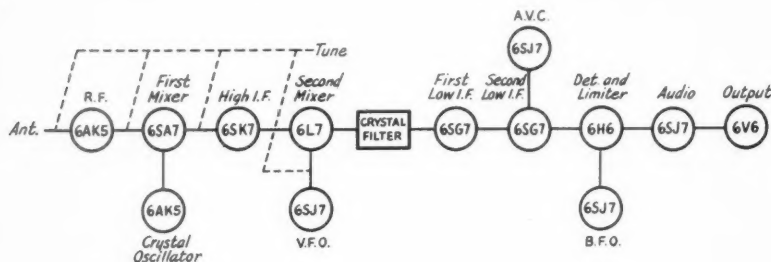 A.V.C.
6SJ7
Tune
R.F.
First
Mixer
High I.F.
Second
Mixer
First
Low I.F.
Second
Low I.F.
Det. and
Limiter
Audio
Output
Ant.
6AK5
6SA7
6SK7
6L7
CRYSTAL
FILTER
6SG7
6SG7
6H6
6SJ7
6V6
6AK5
6SJ7
6SJ7
Crystal
Oscillator
V.F.O.
B.F.O.